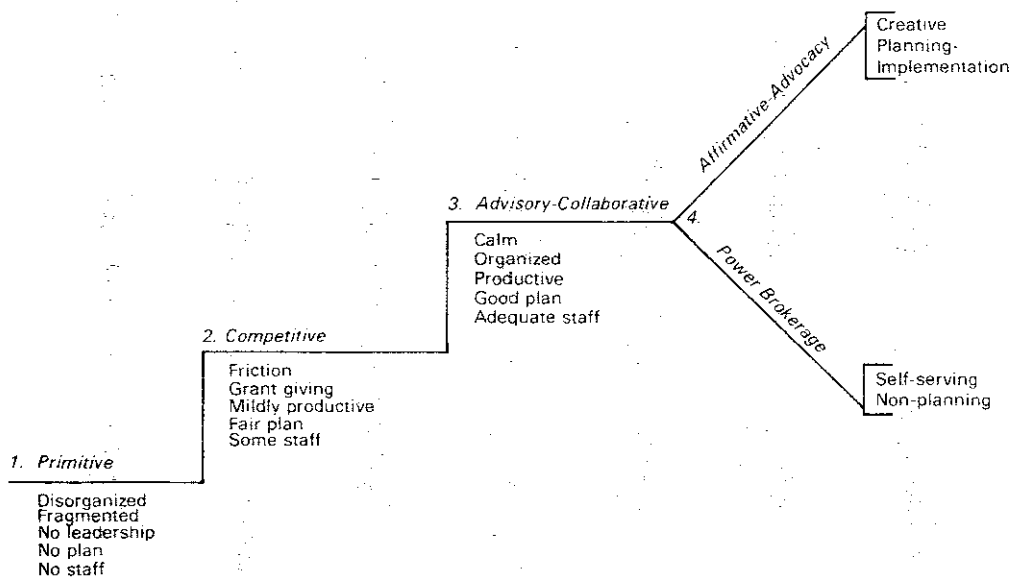 1. Primitive
Disorganized
Fragmented
No leadership
No plan
No staff
2. Competitive
Friction
Grant giving
Mildly productive
Fair plan
Some staff
3. Advisory-Collaborative
Calm
Organized
Productive
Good plan
Adequate staff
4.
Affirmative-Advocacy
Creative
Planning-
Implementation
Power Brokerage
Self-serving
Non-planning